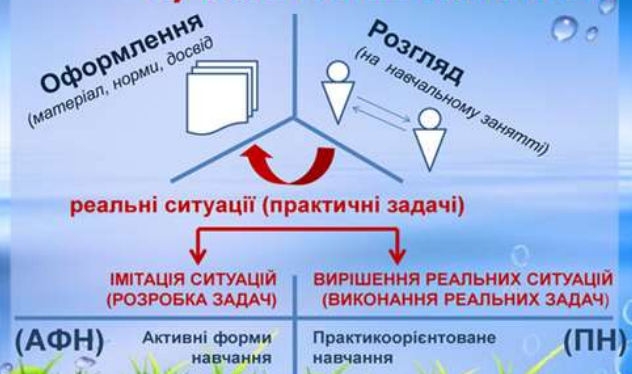 Оформлення
(матеріал, норми, досвід
Розгляд
(на навчальному занятті)
реальні ситуації (практичні задачі)
ІМІТАЦІЯ СИТУАЦІЙ
(РОЗРОБКА ЗАДАЧ)
ВИРІШЕННЯ РЕАЛЬНИХ СИТУАЦІЙ
(ВИКОНАННЯ РЕАЛЬНИХ ЗАДАЧ)
(АФН)
Активні форми
навчання
Практикоорієнтоване
навчання
(ПН)